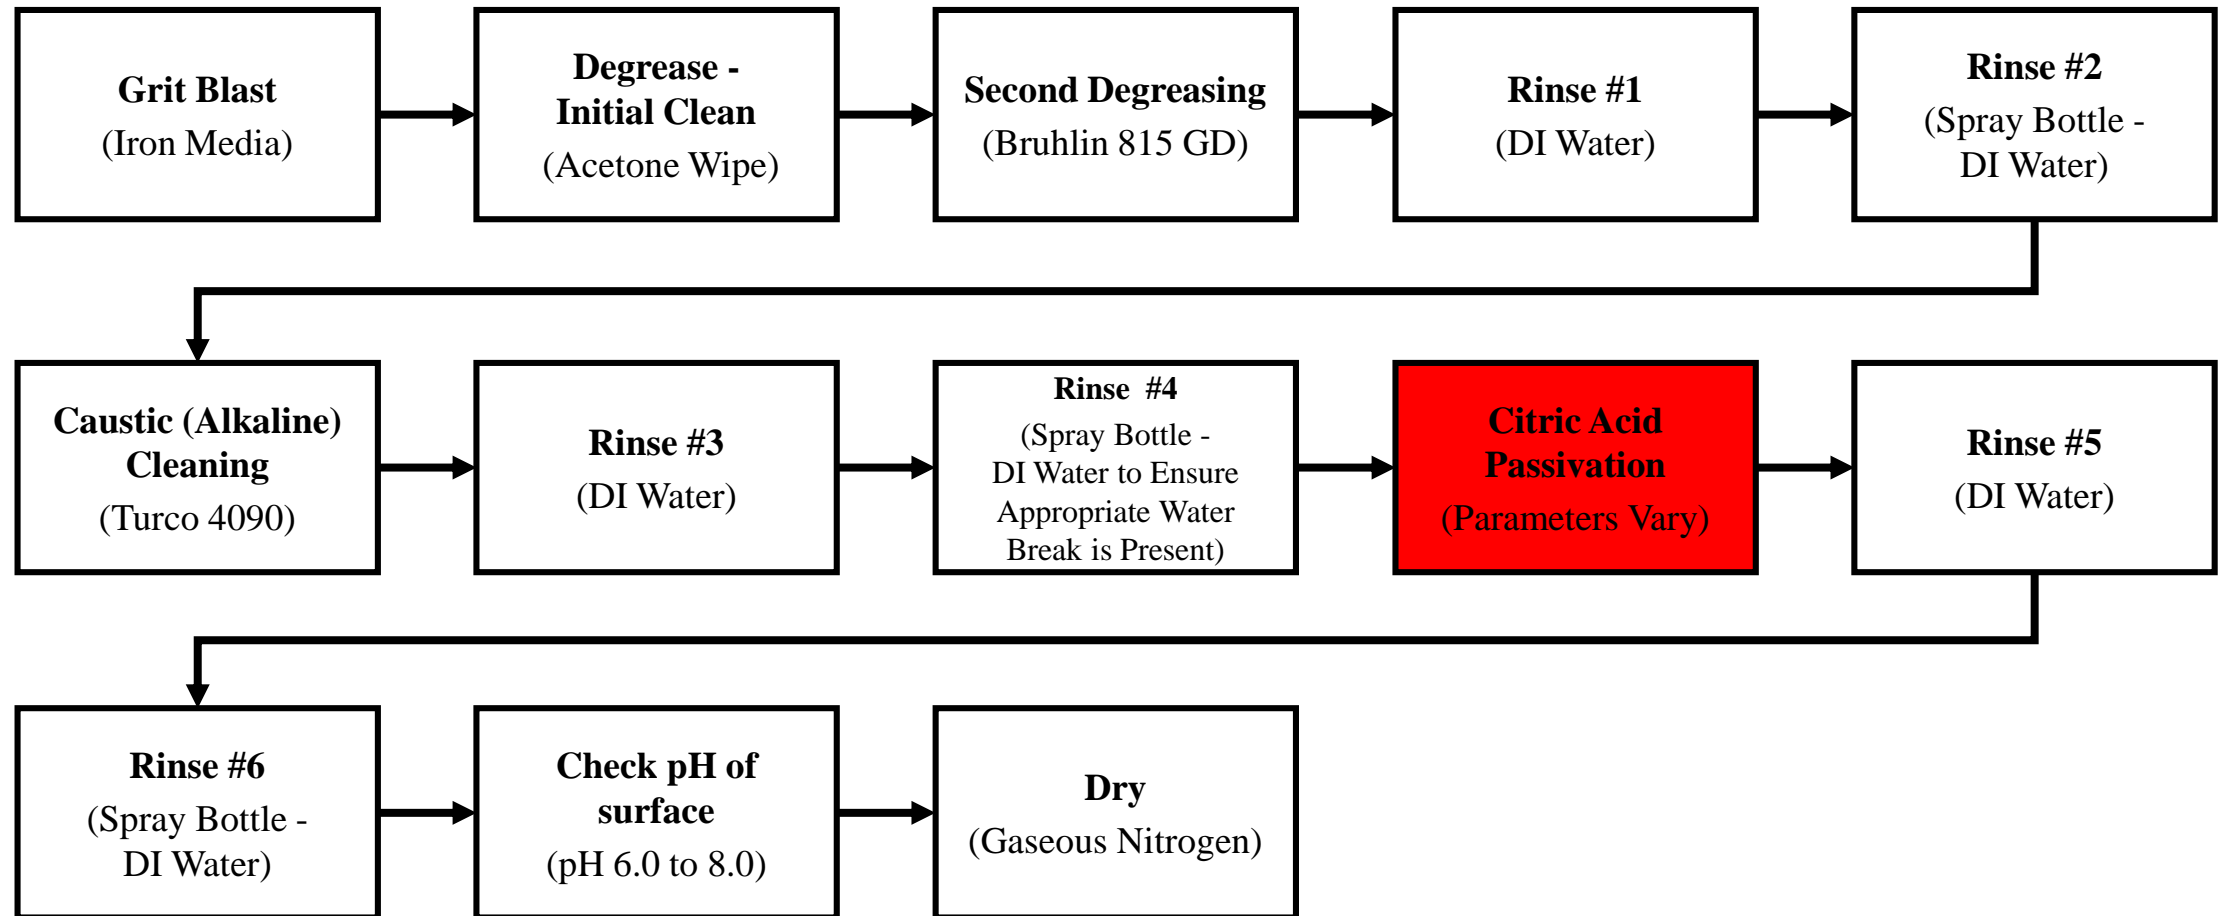 Grit Blast
(Iron Media)
Degrease -
Initial Clean
(Acetone Wipe)
Second Degreasing
(Bruhlin 815 GD)
Rinse #1
(DI Water)
Rinse #2
(Spray Bottle -
DI Water)
Caustic (Alkaline)
Cleaning
(Turco 4090)
Rinse #3
(DI Water)
Rinse #4
(Spray Bottle -
DI Water to Ensure
Appropriate Water
Break is Present)
Citric Acid
Passivation
(Parameters Vary)
Rinse #5
(DI Water)
Rinse #6
(Spray Bottle -
DI Water)
Check pH of
surface
(pH 6.0 to 8.0)
Dry
(Gaseous Nitrogen)